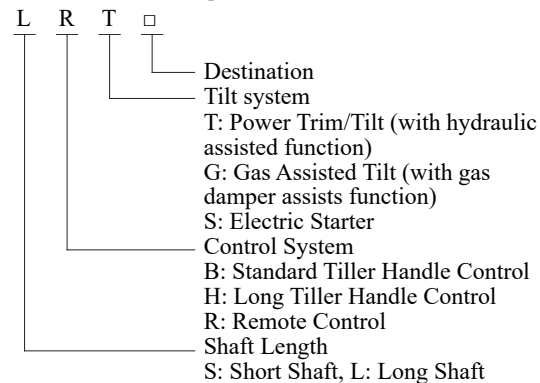 L R T □
Destination
Tilt system
T: Power Trim/Tilt (with hydraulic
assisted function)
G: Gas Assisted Tilt (with gas
damper assists function)
S: Electric Starter
Control System
B: Standard Tiller Handle Control
H: Long Tiller Handle Control
R: Remote Control
Shaft Length
S: Short Shaft, L: Long Shaft